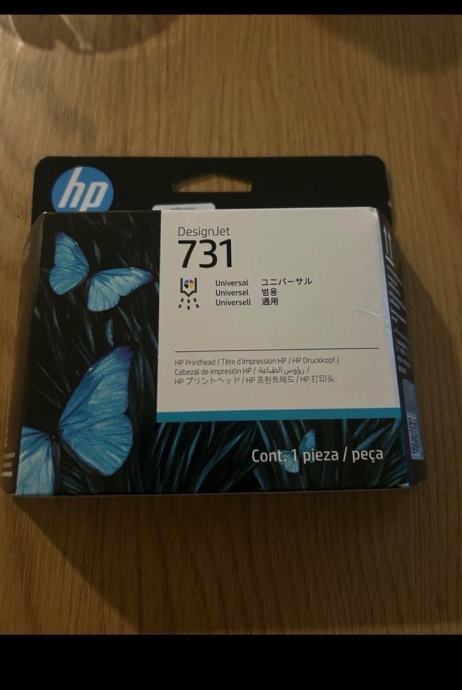 hp
DesignJet
731
Universal ユニバーサル
Universel 범용
Universell 通用
HP Printhead / Tête d'impression HP / HP Druckkopf /
Cabezal de impresión HP / رؤوس الطباعة /
HP プリントヘッド / HP 프린트헤드 / HP 打印头
Cont. 1 pieza / peça